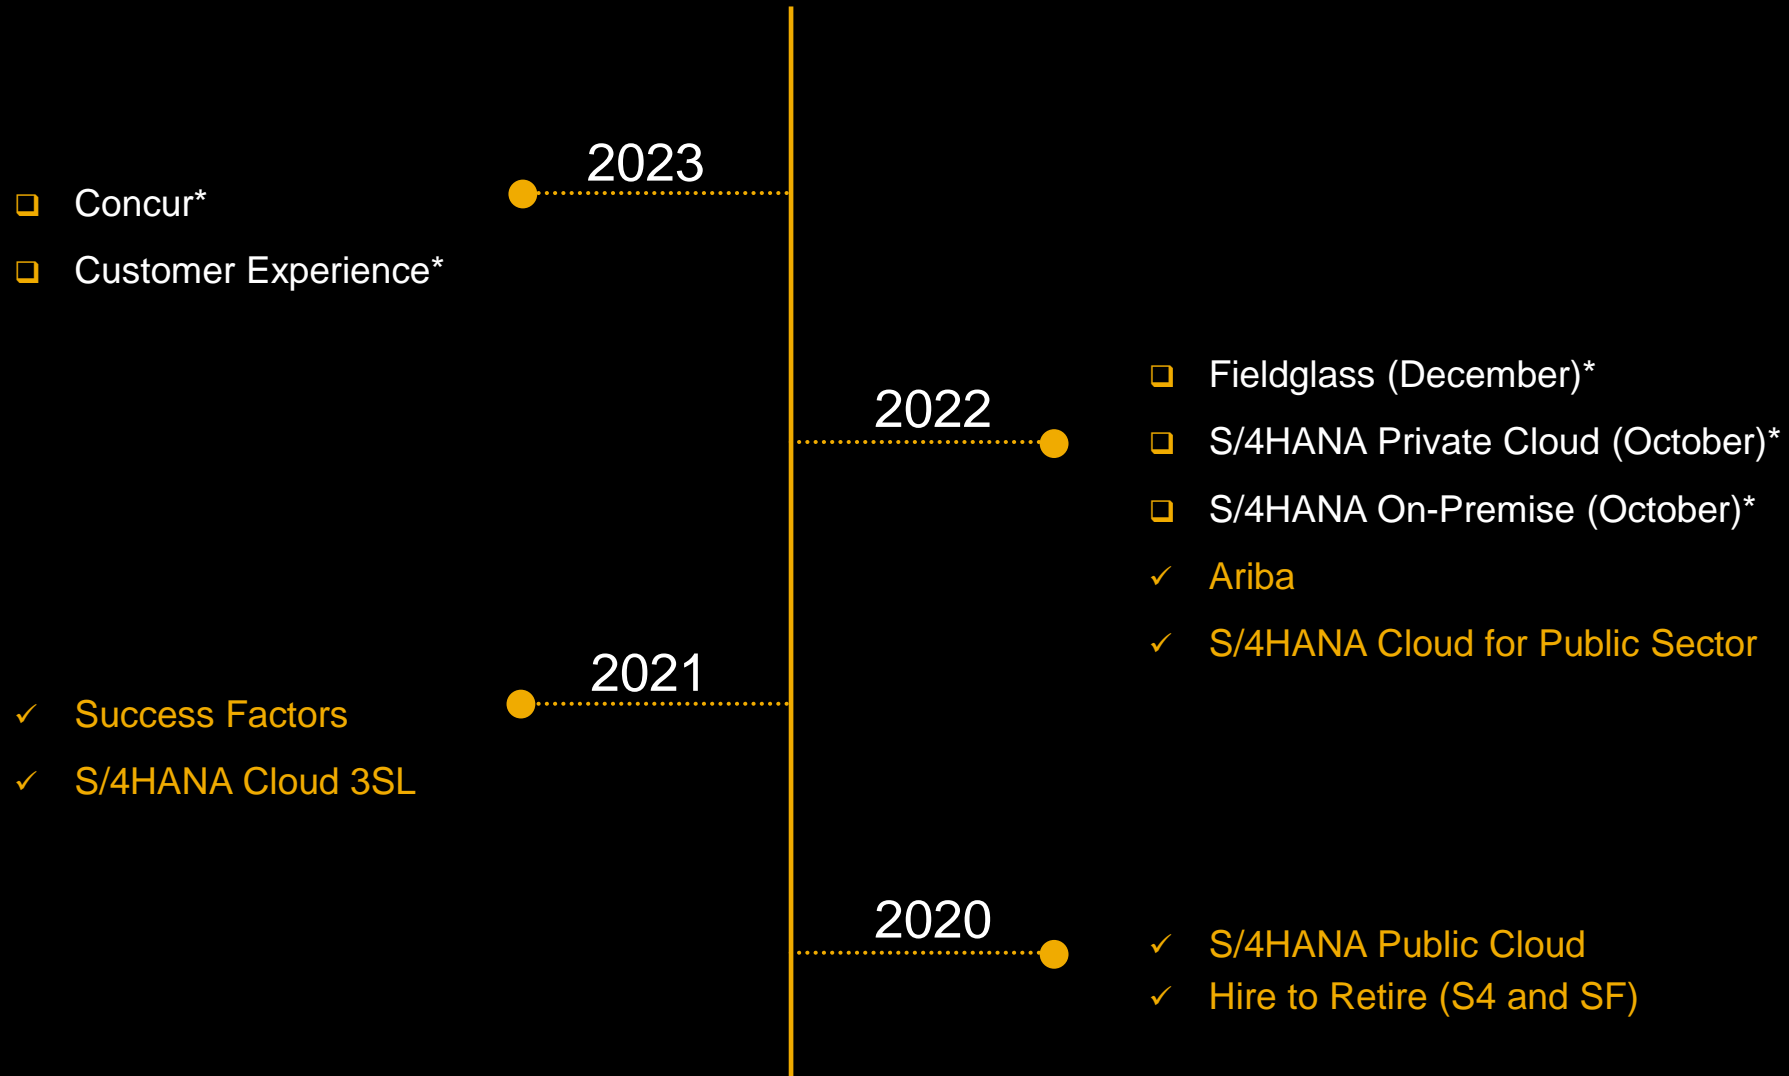 2023
Concur*
Customer Experience*
2022
Fieldglass (December)*
S/4HANA Private Cloud (October)*
S/4HANA On-Premise (October)*
Ariba
S/4HANA Cloud for Public Sector
2021
Success Factors
S/4HANA Cloud 3SL
2020
S/4HANA Public Cloud
Hire to Retire (S4 and SF)